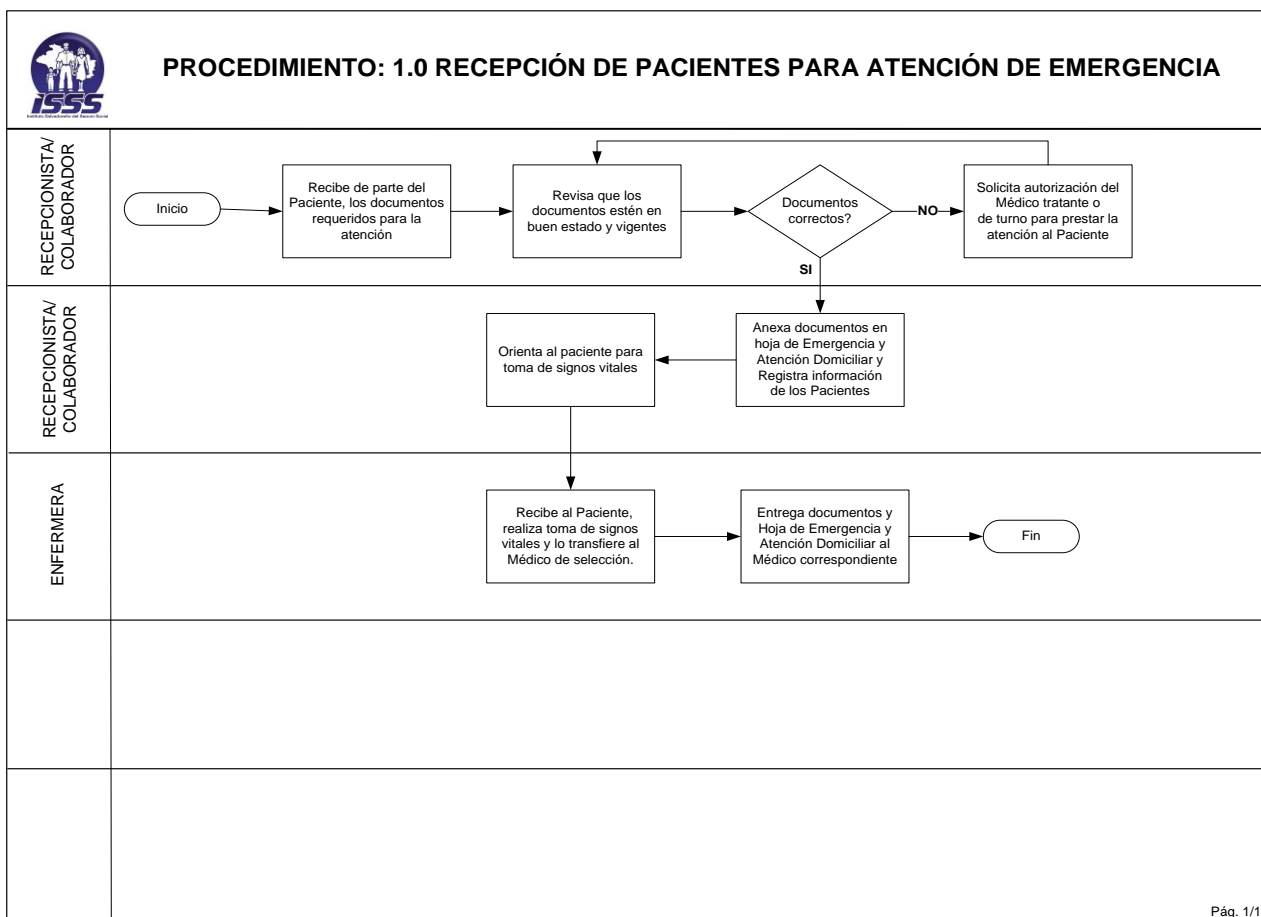 PROCEDIMIENTO: 1.0 RECEPCIÓN DE PACIENTES PARA ATENCIÓN DE EMERGENCIA
ISSS
Instituto Salvadoreño del Seguro Social
RECEPCIONISTA/
COLABORADOR
Inicio
Recibe de parte del
Paciente, los documentos
requeridos para la
atención
Revisa que los
documentos estén en
buen estado y vigentes
Documentos
correctos?
NO
Solicita autorización del
Médico tratante o
de turno para prestar la
atención al Paciente
SI
RECEPCIONISTA/
COLABORADOR
Orienta al paciente para
toma de signos vitales
Anexa documentos en
hoja de Emergencia y
Atención Domiciliar y
Registra información
de los Pacientes
ENFERMERA
Recibe al Paciente,
realiza toma de signos
vitales y lo transfiere al
Médico de selección.
Entrega documentos y
Hoja de Emergencia y
Atención Domiciliar al
Médico correspondiente
Fin
Pág. 1/1